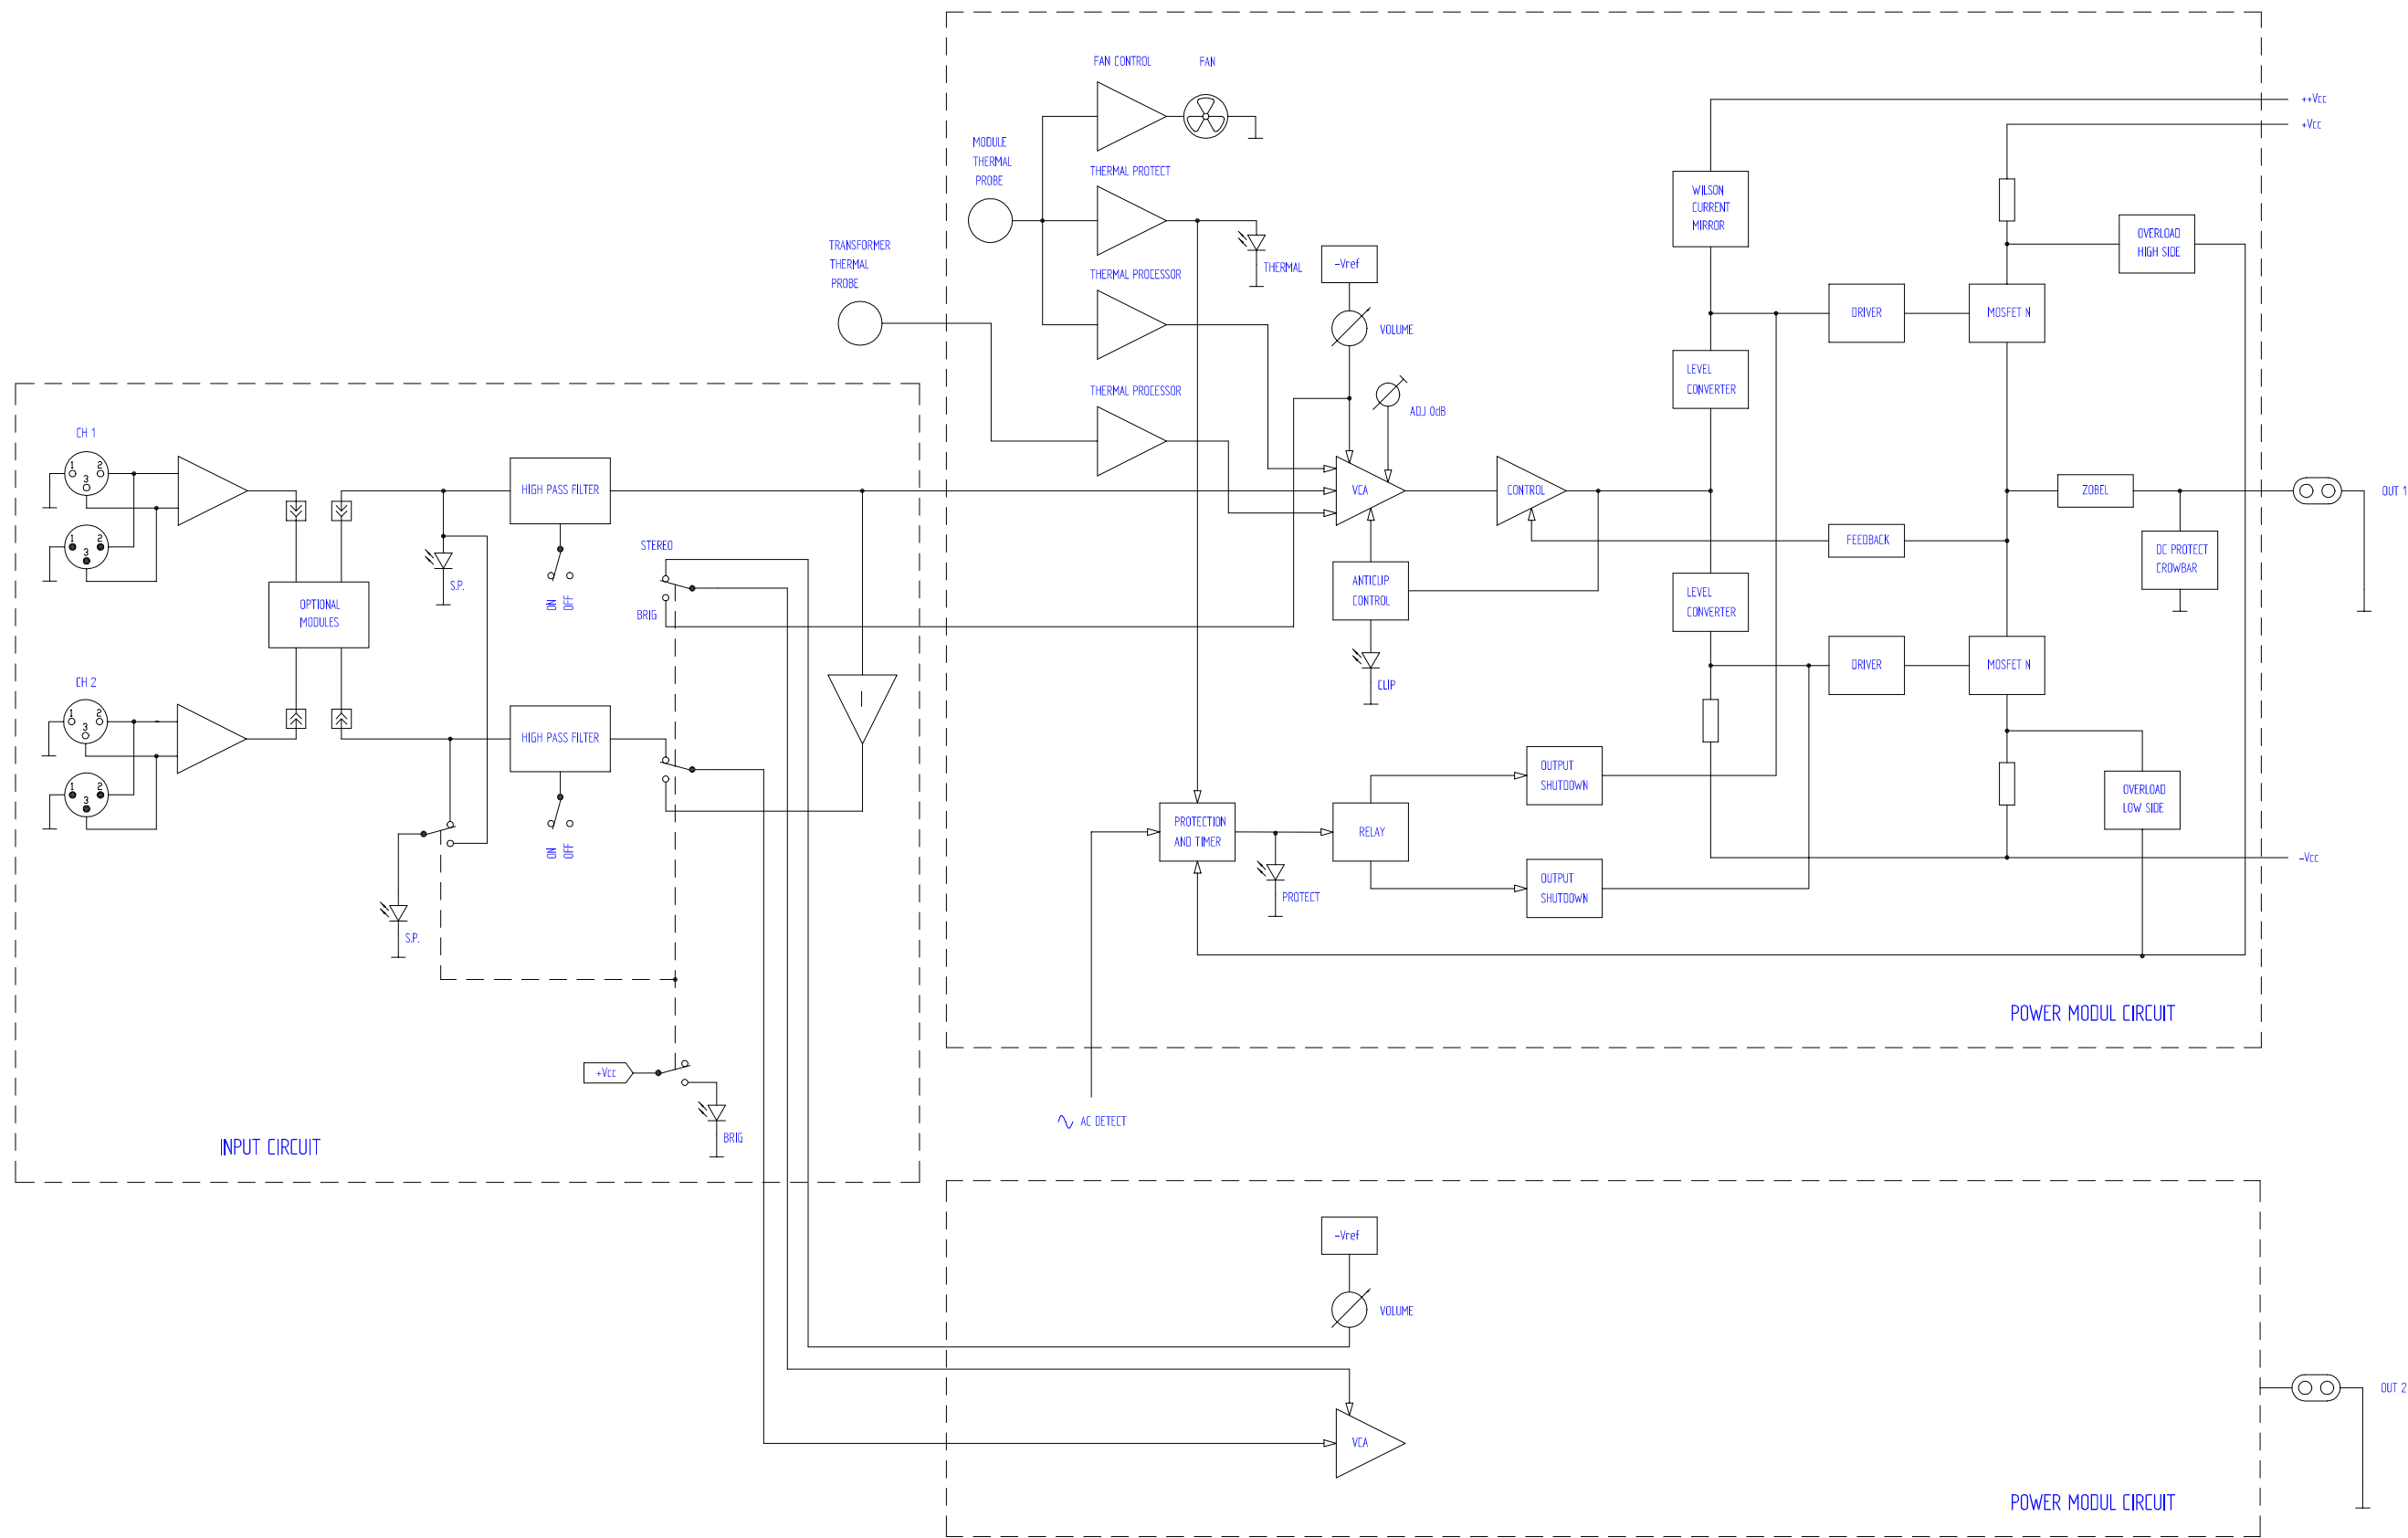 FAN CONTROL
FAN
++Vcc
+Vcc
MODULE
THERMAL
PROBE
THERMAL PROTECT
WILSON
CURRENT
MIRROR
OVERLOAD
HIGH SIDE
TRANSFORMER
THERMAL
PROBE
THERMAL PROCESSOR
THERMAL
-Vref
VOLUME
DRIVER
MOSFET N
LEVEL
CONVERTER
THERMAL PROCESSOR
ADJ 0dB
CH 1
1
2
3
1
2
3
HIGH PASS FILTER
VCA
CONTROL
ZOBEL
OUT 1
STEREO
FEEDBACK
DC PROTECT
CROWBAR
S.P.
ON
OFF
OPTIONAL
MODULES
BRIG
ANTICLIP
CONTROL
LEVEL
CONVERTER
DRIVER
MOSFET N
CLIP
CH 2
1
2
3
1
2
3
HIGH PASS FILTER
ON
OFF
OUTPUT
SHUTDOWN
OVERLOAD
LOW SIDE
PROTECTION
AND TIMER
RELAY
-Vcc
OUTPUT
SHUTDOWN
PROTECT
S.P.
POWER MODUL CIRCUIT
+Vcc
BRIG
AC DETECT
INPUT CIRCUIT
-Vref
VOLUME
OUT 2
VCA
POWER MODUL CIRCUIT